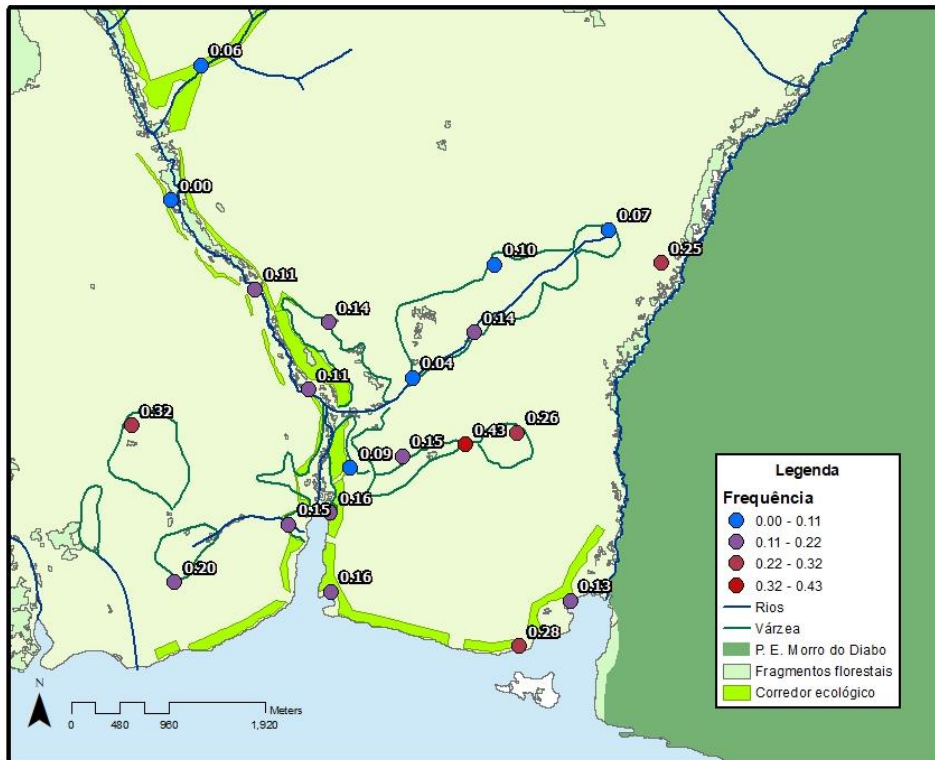 0.06
0.00
0.07
0.10
0.25
0.11
0.14
0.14
0.04
0.11
0.32
0.26
0.43
0.15
0.09
0.16
0.15
0.20
0.16
0.13
0.28
Legenda
Frequência
0.00 - 0.11
0.11 - 0.22
0.22 - 0.32
0.32 - 0.43
Rios
Várzea
P. E. Morro do Diabo
Fragmentos florestais
Corredor ecológico
N
Meters
0 480 960 1,920